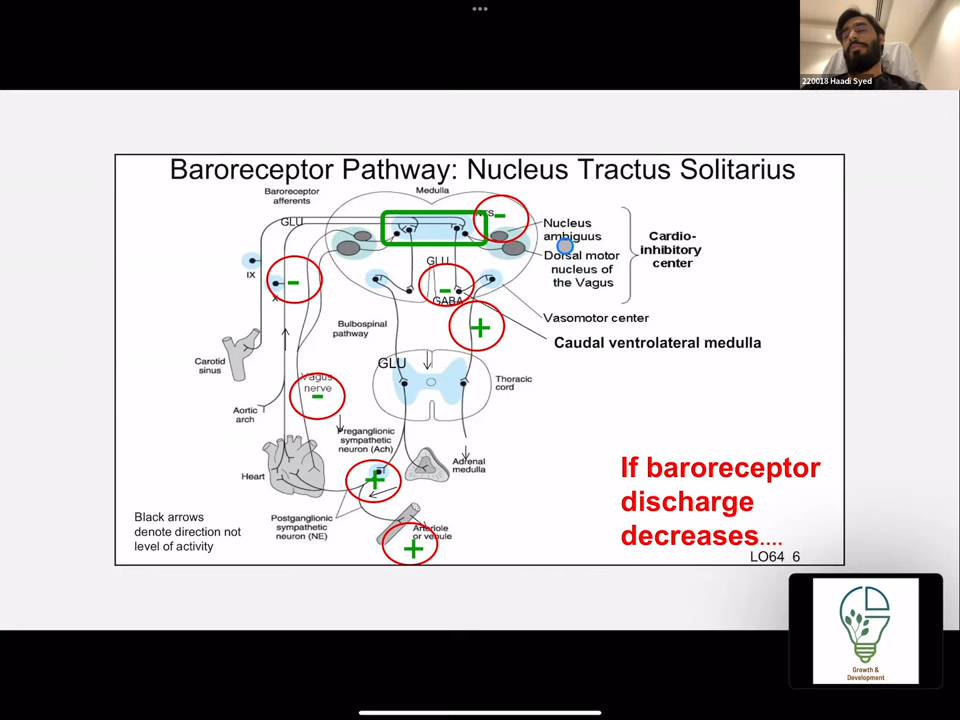 220018 Haadi Syed
Baroreceptor Pathway: Nucleus Tractus Solitarius
Baroreceptor
afferents
Medulla
GLU
NTS
-
Nucleus
ambiguus
Dorsal motor
nucleus of
the Vagus
Cardio-
inhibitory
center
IX
X
-
GLU
-
GABA
Vasomotor center
Caudal ventrolateral medulla
+
Bulbospinal
pathway
GLU
Carotid
sinus
Thoracic
cord
Vagus
nerve
-
Aortic
arch
Preganglionic
sympathetic
neuron (Ach)
Adrenal
medulla
Heart
+
Postganglionic
sympathetic
neuron (NE)
Arteriole
or venule
+
Black arrows
denote direction not
level of activity
If baroreceptor
discharge
decreases....
LO64 6
Growth &
Development